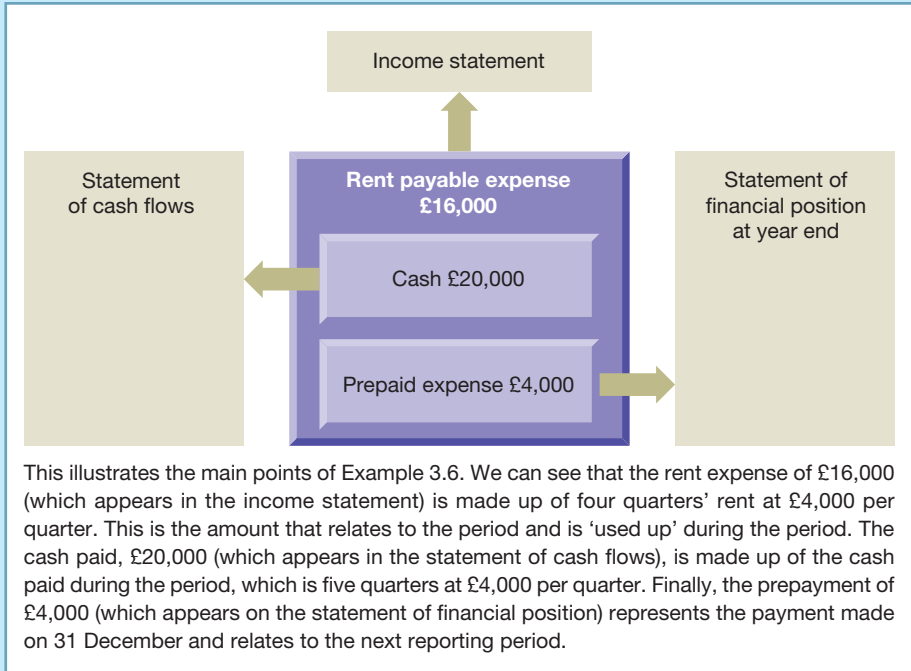 Income statement
Statement
of cash flows
Rent payable expense
£16,000
Cash £20,000
Prepaid expense £4,000
Statement of
financial position
at year end
This illustrates the main points of Example 3.6. We can see that the rent expense of £16,000
(which appears in the income statement) is made up of four quarters’ rent at £4,000 per
quarter. This is the amount that relates to the period and is ‘used up’ during the period. The
cash paid, £20,000 (which appears in the statement of cash flows), is made up of the cash
paid during the period, which is five quarters at £4,000 per quarter. Finally, the prepayment of
£4,000 (which appears on the statement of financial position) represents the payment made
on 31 December and relates to the next reporting period.